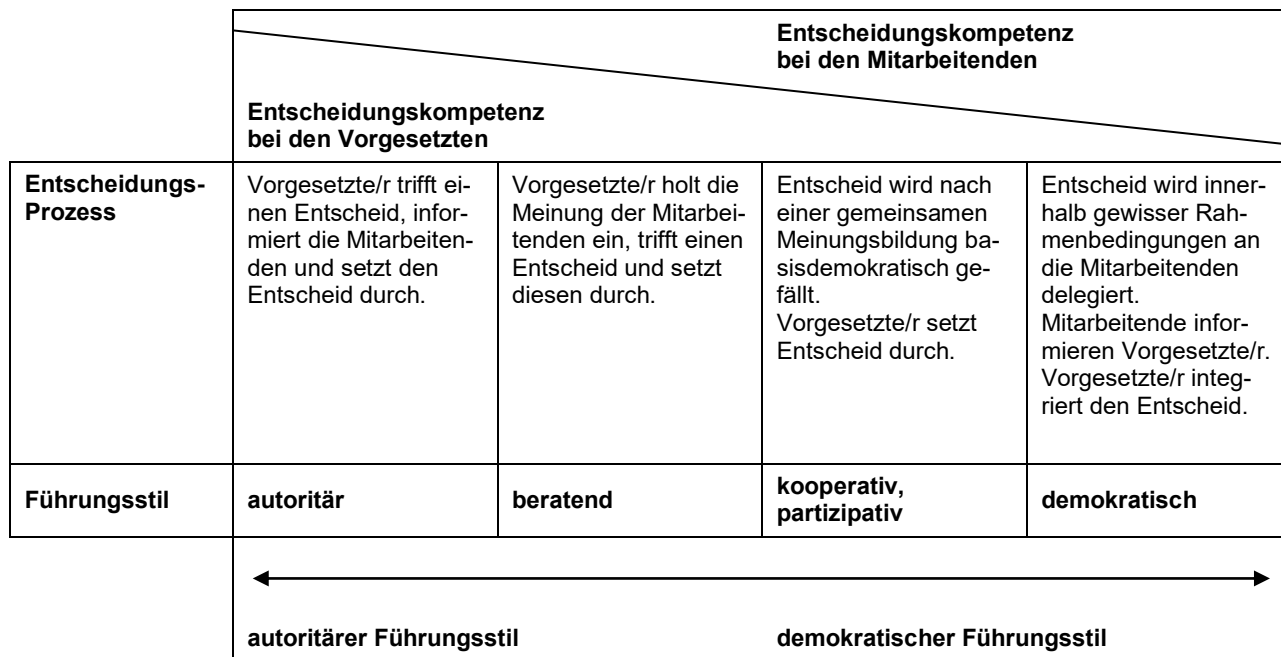 Entscheidungskompetenz
bei den Mitarbeitenden
Entscheidungskompetenz
bei den Vorgesetzten
Entscheidungs-
Prozess
Vorgesetzte/r trifft ei-
nen Entscheid, infor-
miert die Mitarbeiten-
den und setzt den
Entscheid durch.
Vorgesetzte/r holt die
Meinung der Mitarbei-
tenden ein, trifft einen
Entscheid und setzt
diesen durch.
Entscheid wird nach
einer gemeinsamen
Meinungsbildung ba-
sisdemokratisch ge-
fällt.
Vorgesetzte/r setzt
Entscheid durch.
Entscheid wird inner-
halb gewisser Rah-
menbedingungen an
die Mitarbeitenden
delegiert.
Mitarbeitende infor-
mieren Vorgesetzte/r.
Vorgesetzte/r integ-
riert den Entscheid.
Führungsstil
autoritär
beratend
kooperativ,
partizipativ
demokratisch
autoritärer Führungsstil
demokratischer Führungsstil